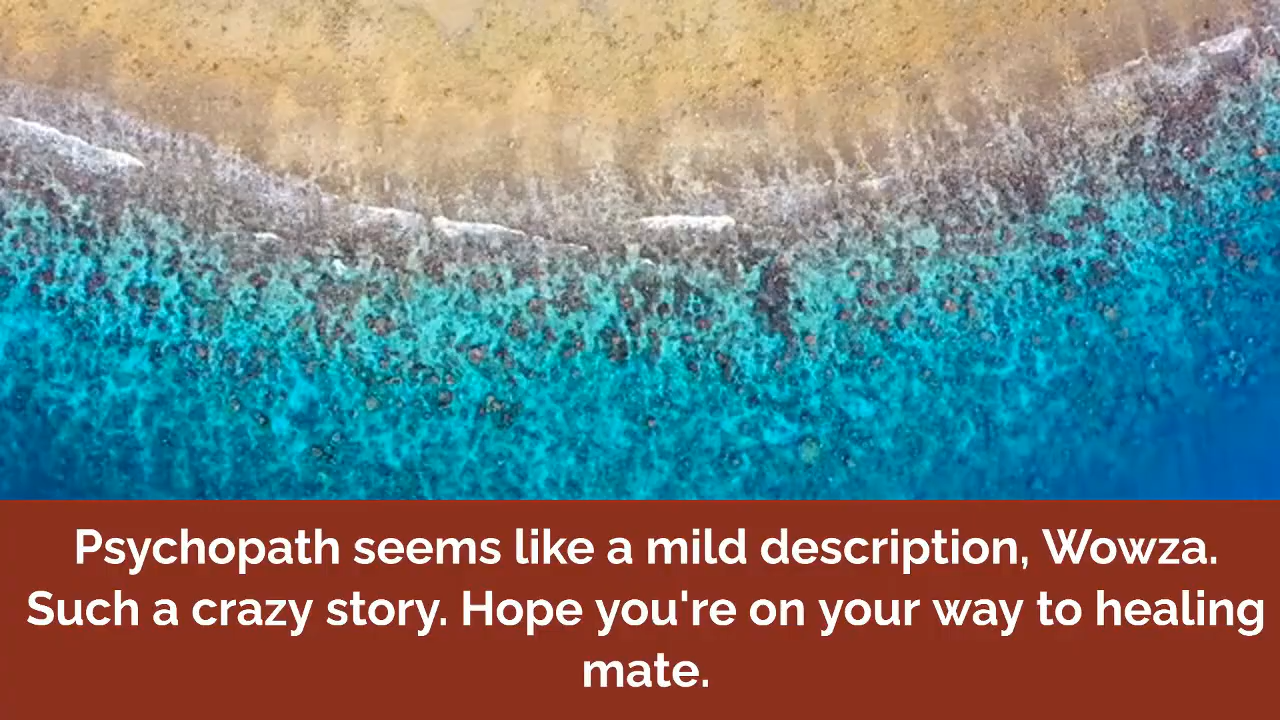 Psychopath seems like a mild description, Wowza.
Such a crazy story. Hope you're on your way to healing
mate.